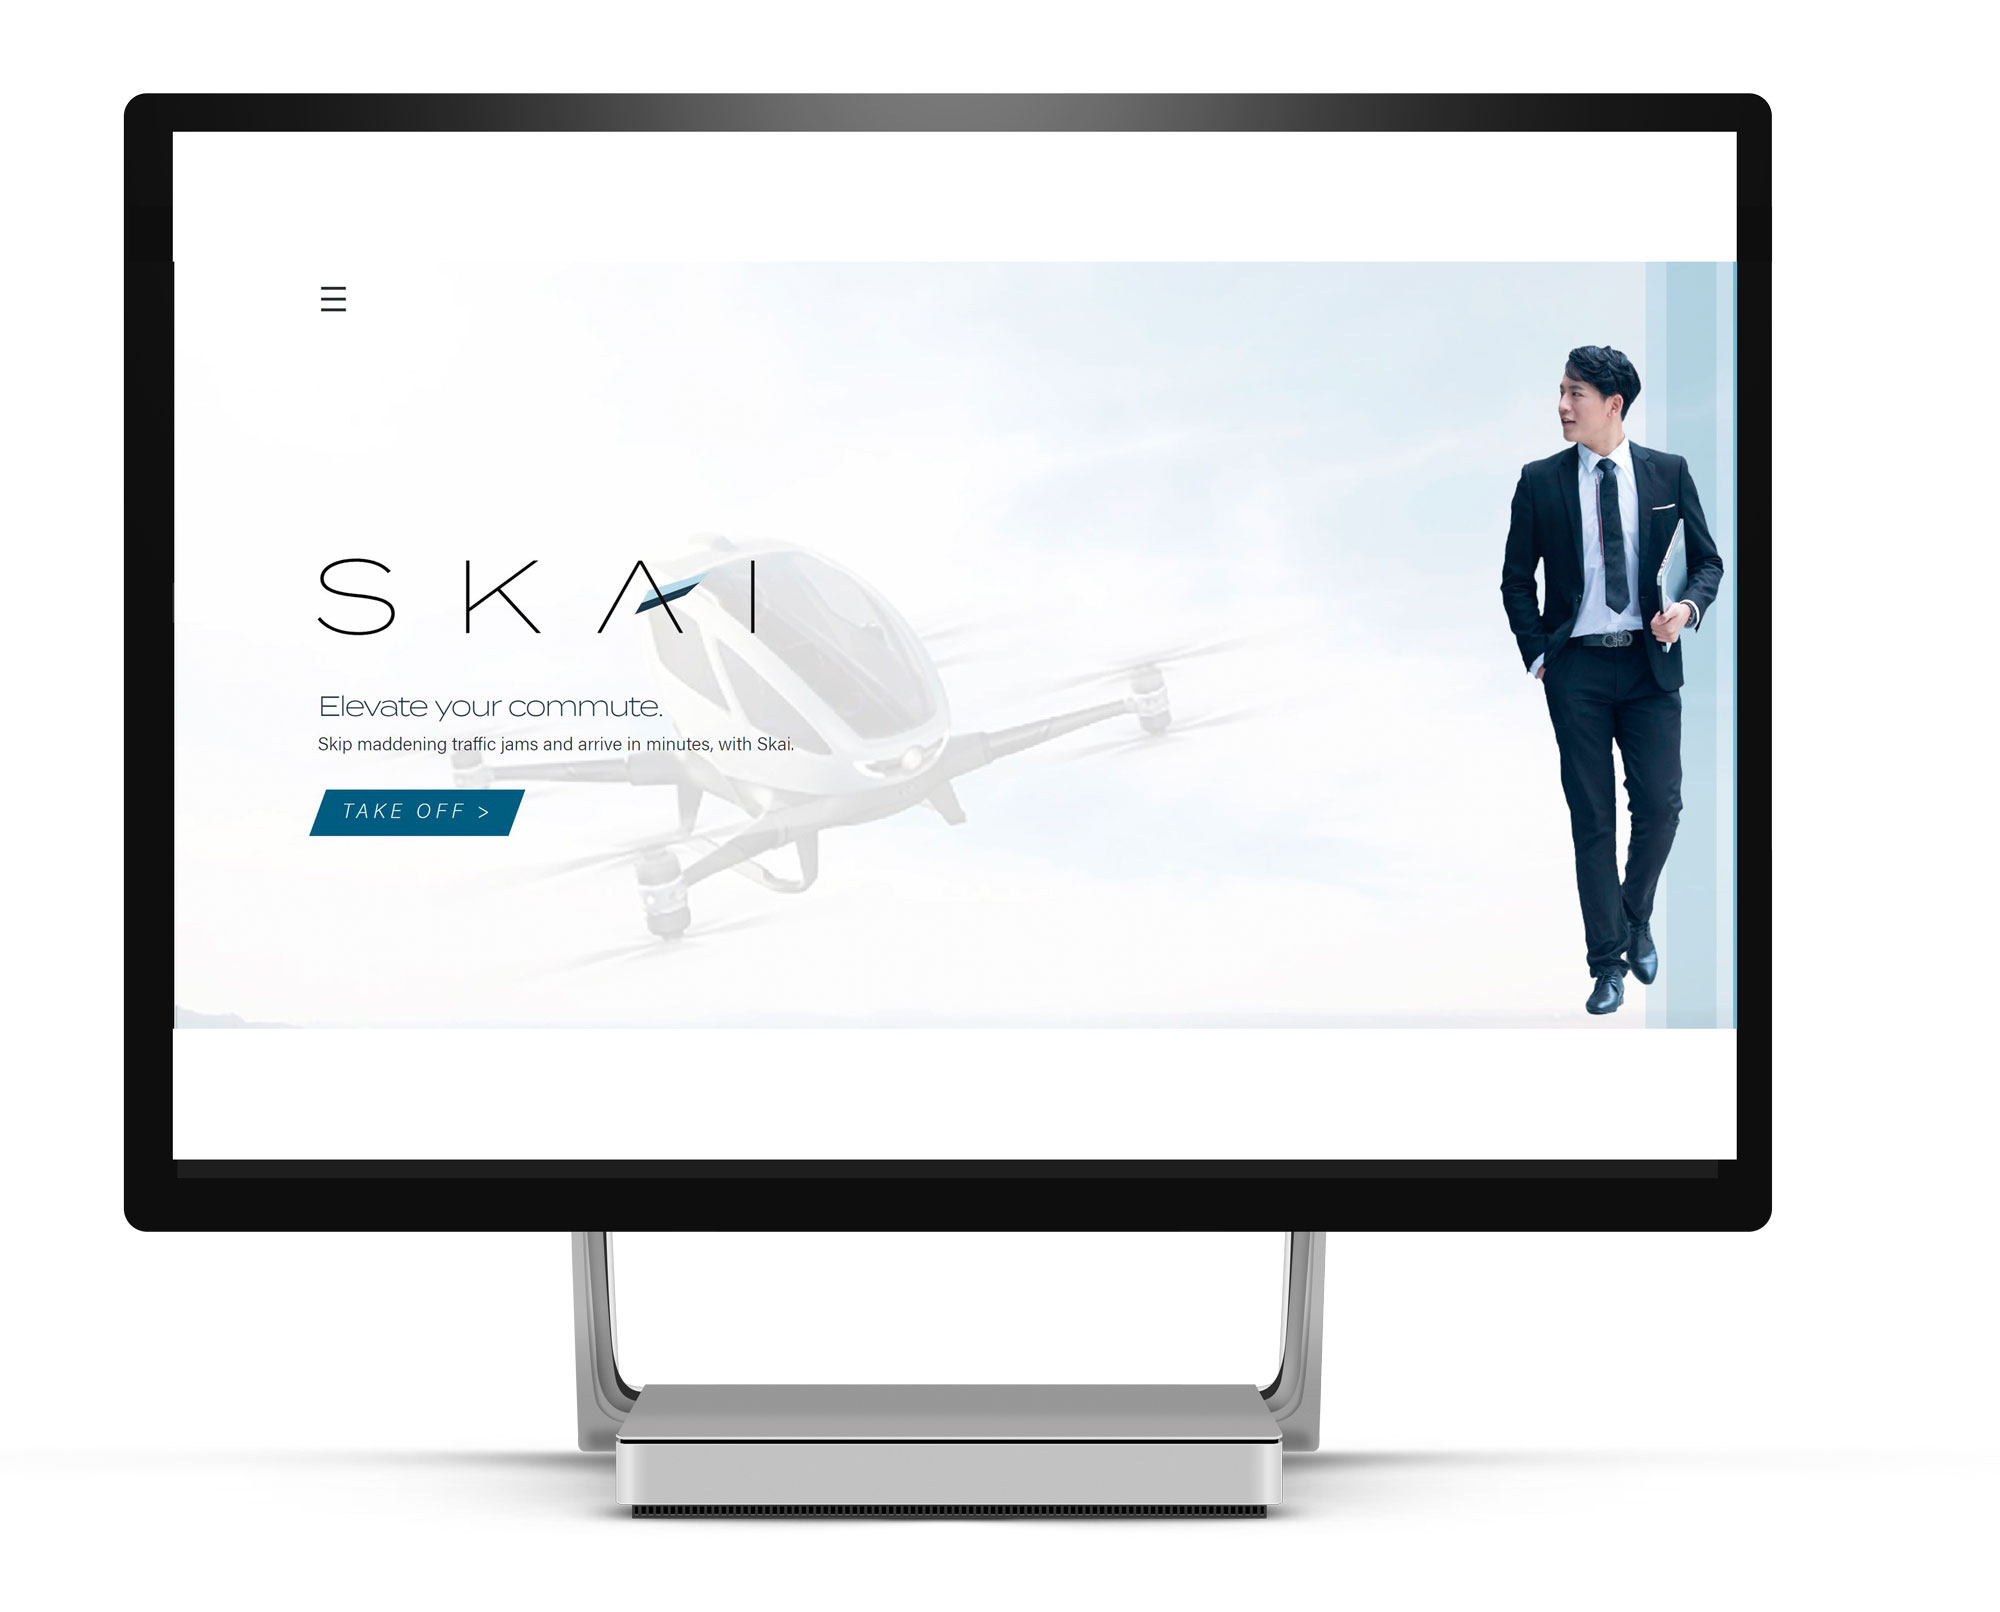 SKAI
Elevate your commute.
Skip maddening traffic jams and arrive in minutes, with Skai.
TAKE OFF >